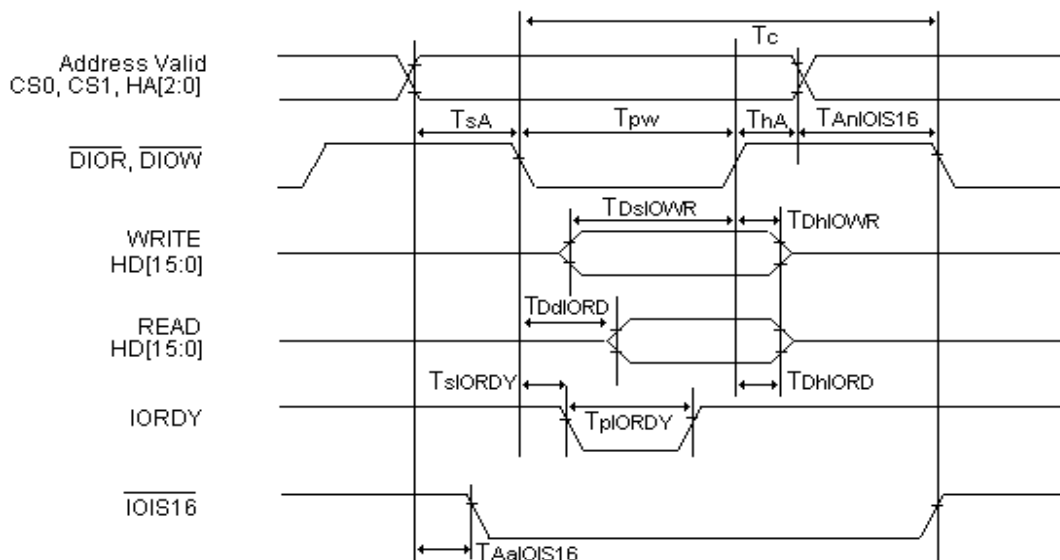 Tc
Address Valid
CS0, CS1, HA[2:0]
TsA
Tpw
ThA
TAnIOIS16
DIOR, DIOW
TDsIOWR
TDhIOWR
WRITE
HD[15:0]
TDdIORD
READ
HD[15:0]
TsIORDY
TDhIORD
IORDY
TpIORDY
IOIS16
TAaIOIS16